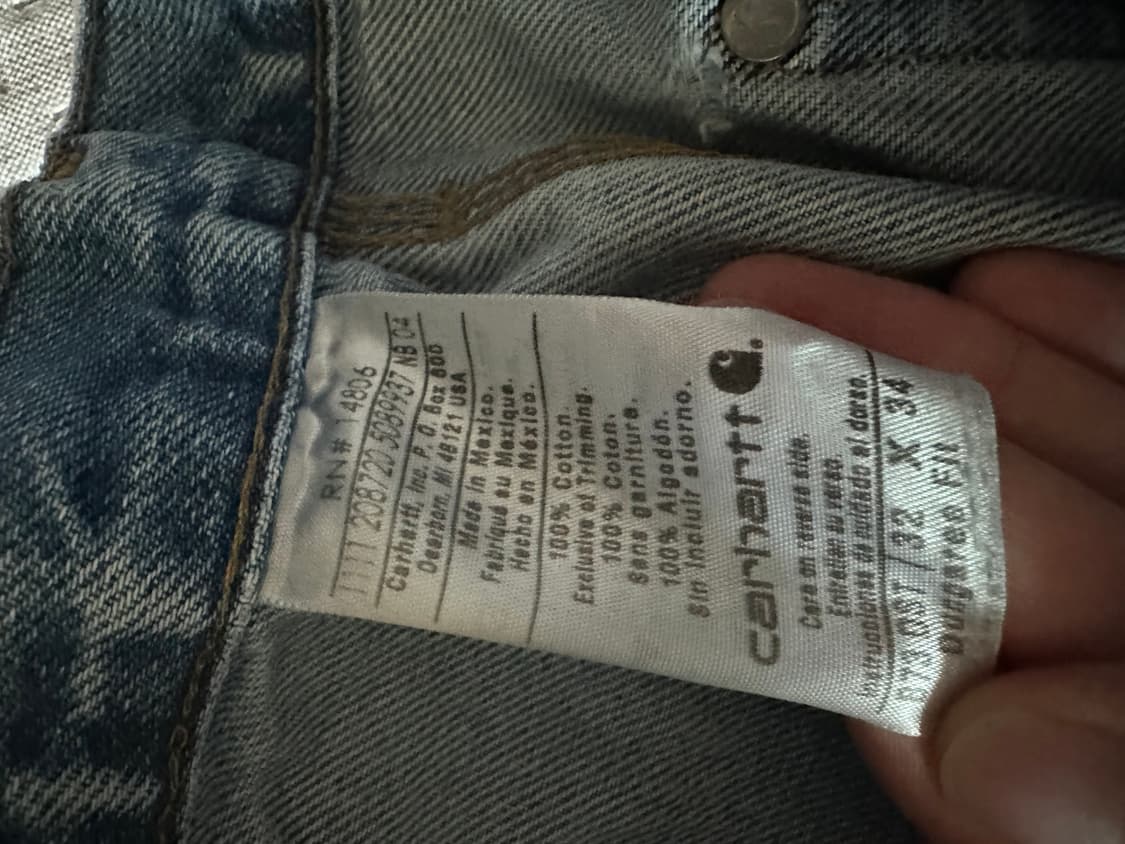 RN# 14806
1111 208720 5089937 NB 04
Carhartt, Inc. P. O. Box 600
Dearborn, MI 48121 USA
Made in Mexico.
Fabriqué au Mexique.
Hecho en México.
100% Cotton.
Exclusive of Trimming.
100% Coton.
Sans garniture.
100% Algodón.
Sin incluir adorno.
carhartt
Care on reverse side.
Entretien au verso.
Instrucciones de cuidado al dorso.
32 X 34
Dungaree Fit